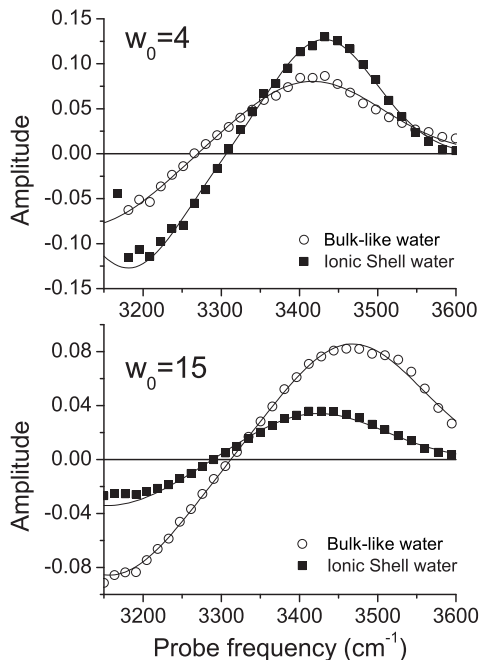 w₀=4
0.15
0.10
0.05
0.00
-0.05
-0.10
-0.15
Amplitude
Bulk-like water
Ionic Shell water
3200 3300 3400 3500 3600
w₀=15
0.08
0.04
0.00
-0.04
-0.08
Amplitude
Bulk-like water
Ionic Shell water
3200 3300 3400 3500 3600
Probe frequency (cm⁻¹)